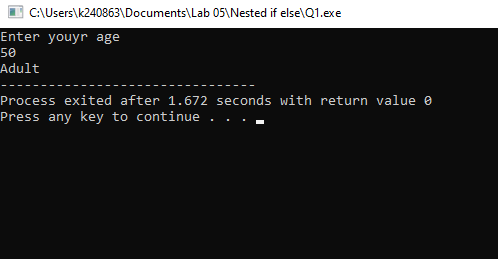 C:\Users\k240863\Documents\Lab 05\Nested if else\Q1.exe
Enter youyr age
50
Adult
--------------------------------
Process exited after 1.672 seconds with return value 0
Press any key to continue . . .